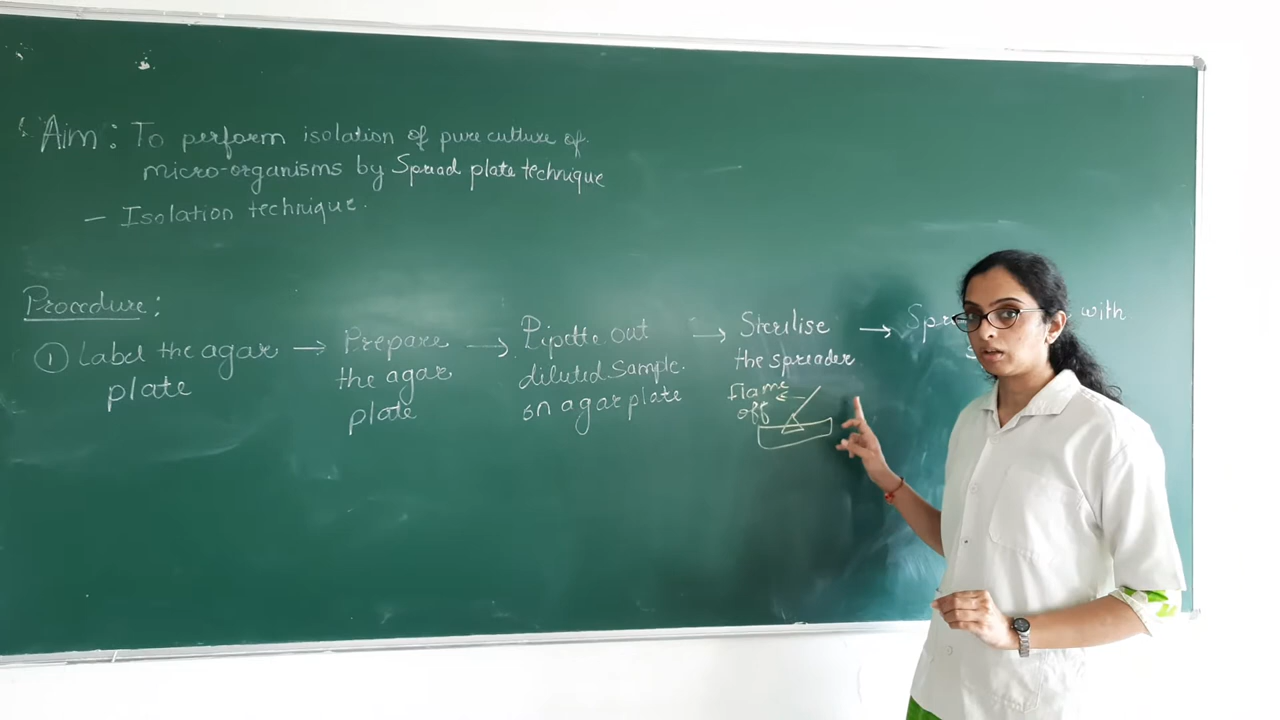 Aim: To perform isolation of pure culture of
micro-organisms by Spread plate technique
- Isolation technique.
Procedure:
① Label the agar plate → Prepare the agar plate → Pipette out diluted Sample. on agar plate → Sterilise the spreader →
with
Flame
off